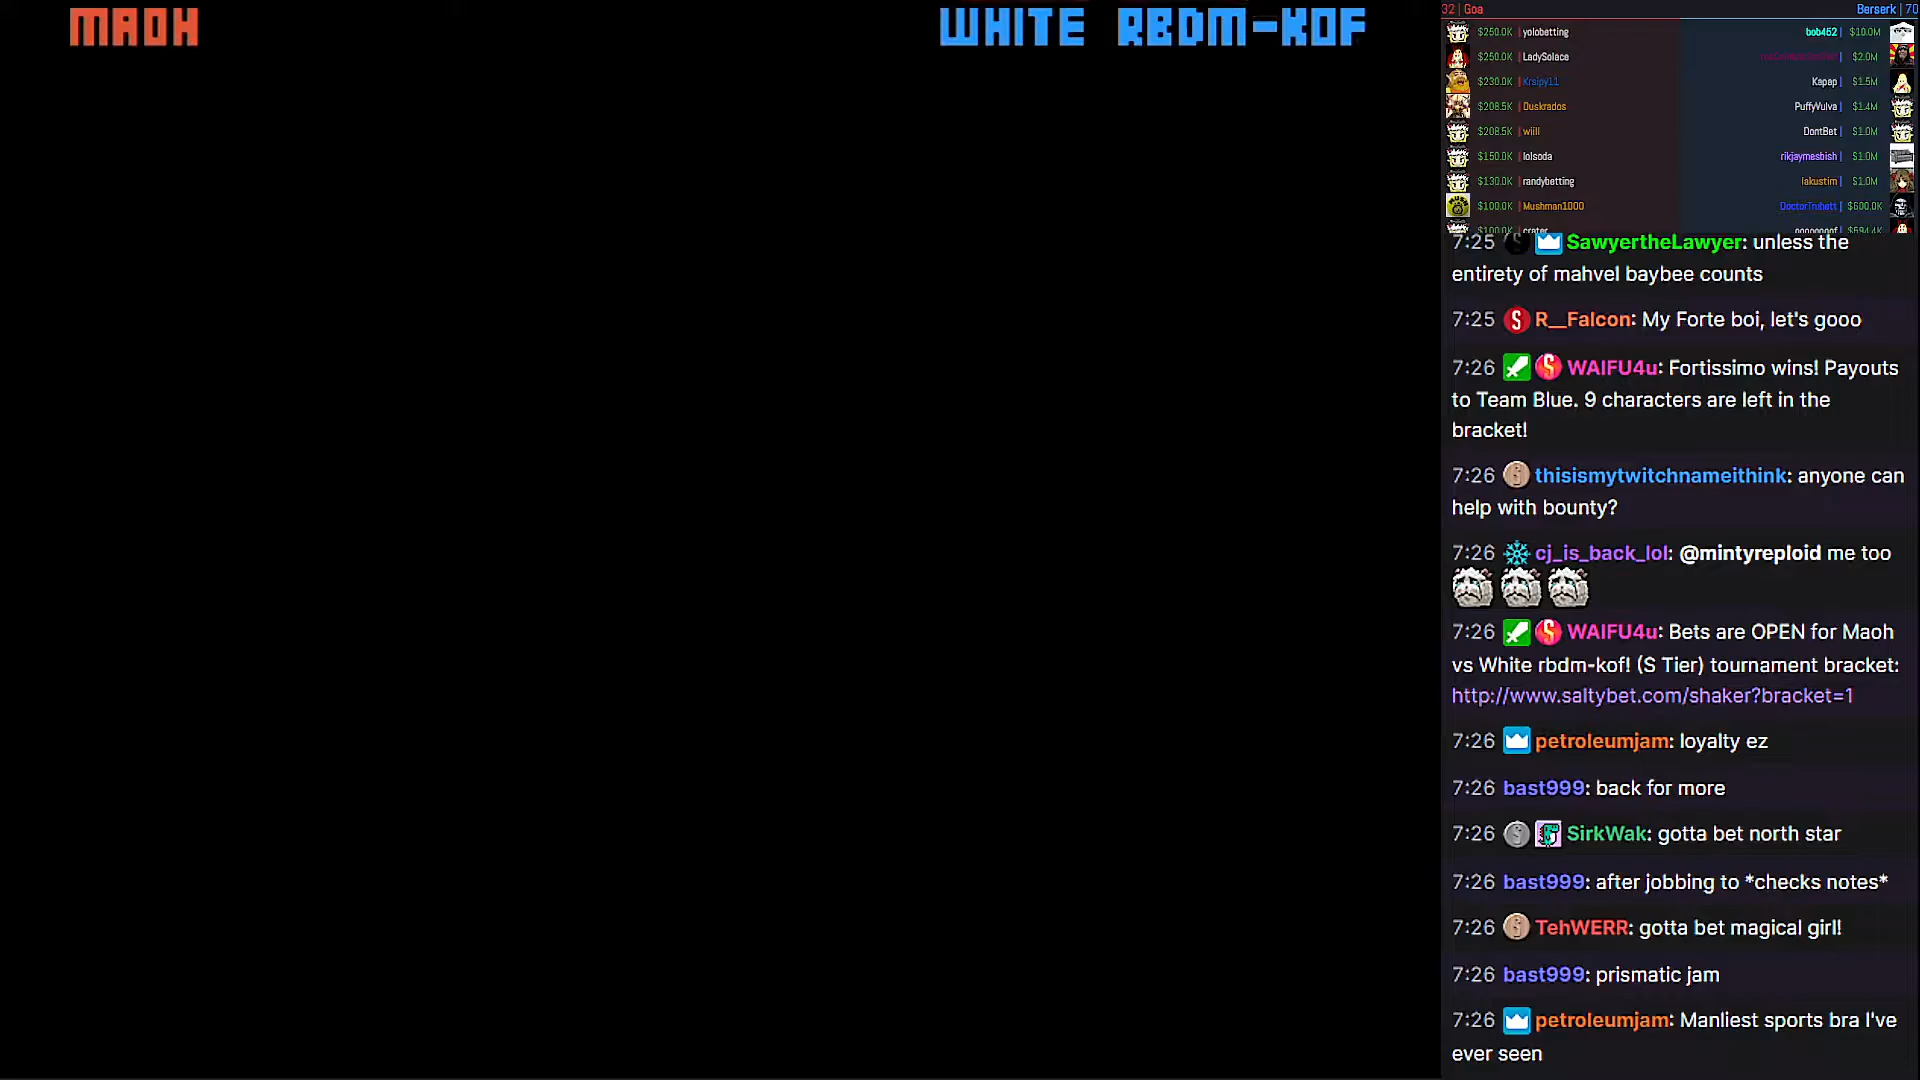 MAOH
WHITE RBDM-KOF
32 | Goa
Berserk | 70
$250.0K | yolobetting
bob452 | $10.0M
$250.0K | LadySolace
$2.0M
$230.0K | Krsipy11
Kapap | $1.5M
$208.5K | Duskrados
PuffyVulva | $1.4M
$208.5K | wiill
DontBet | $1.0M
$150.0K | lolsoda
rikjaymesbish | $1.0M
$130.0K | randybetting
lakustim | $1.0M
$100.0K | Mushman1000
DoctorTruhett | $600.0K
$100.0K | crater
ooooooof | $594.4K
7:25 SawyertheLawyer: unless the
entirety of mahvel baybee counts
7:25 R__Falcon: My Forte boi, let's gooo
7:26 WAIFU4u: Fortissimo wins! Payouts
to Team Blue. 9 characters are left in the
bracket!
7:26 thisismytwitchnameithink: anyone can
help with bounty?
7:26 cj_is_back_lol: @mintyreploid me too
7:26 WAIFU4u: Bets are OPEN for Maoh
vs White rbdm-kof! (S Tier) tournament bracket:
http://www.saltybet.com/shaker?bracket=1
7:26 petroleumjam: loyalty ez
7:26 bast999: back for more
7:26 SirkWak: gotta bet north star
7:26 bast999: after jobbing to *checks notes*
7:26 TehWERR: gotta bet magical girl!
7:26 bast999: prismatic jam
7:26 petroleumjam: Manliest sports bra I've
ever seen